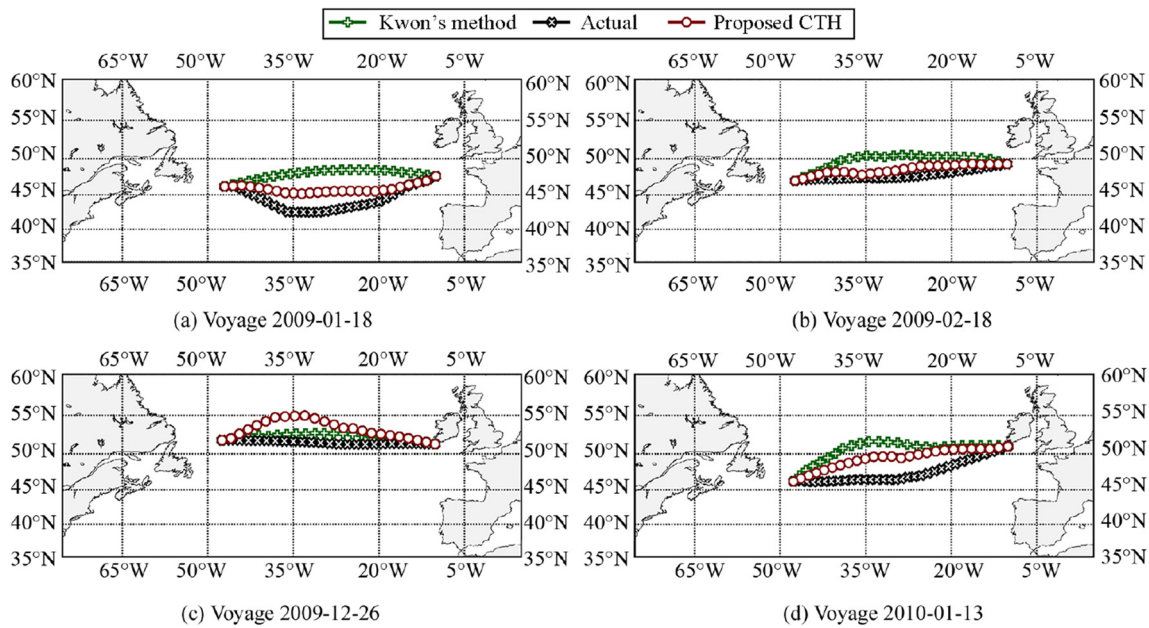 Kwon's method Actual Proposed CTH
65°W 50°W 35°W 20°W 5°W 65°W 50°W 35°W 20°W 5°W
60°N 60°N 60°N 60°N
55°N 55°N 55°N 55°N
50°N 50°N 50°N 50°N
45°N 45°N 45°N 45°N
40°N 40°N 40°N 40°N
35°N 35°N 35°N 35°N
65°W 50°W 35°W 20°W 5°W 65°W 50°W 35°W 20°W 5°W
(a) Voyage 2009-01-18 (b) Voyage 2009-02-18
65°W 50°W 35°W 20°W 5°W 65°W 50°W 35°W 20°W 5°W
60°N 60°N 60°N 60°N
55°N 55°N 55°N 55°N
50°N 50°N 50°N 50°N
45°N 45°N 45°N 45°N
40°N 40°N 40°N 40°N
35°N 35°N 35°N 35°N
65°W 50°W 35°W 20°W 5°W 65°W 50°W 35°W 20°W 5°W
(c) Voyage 2009-12-26 (d) Voyage 2010-01-13